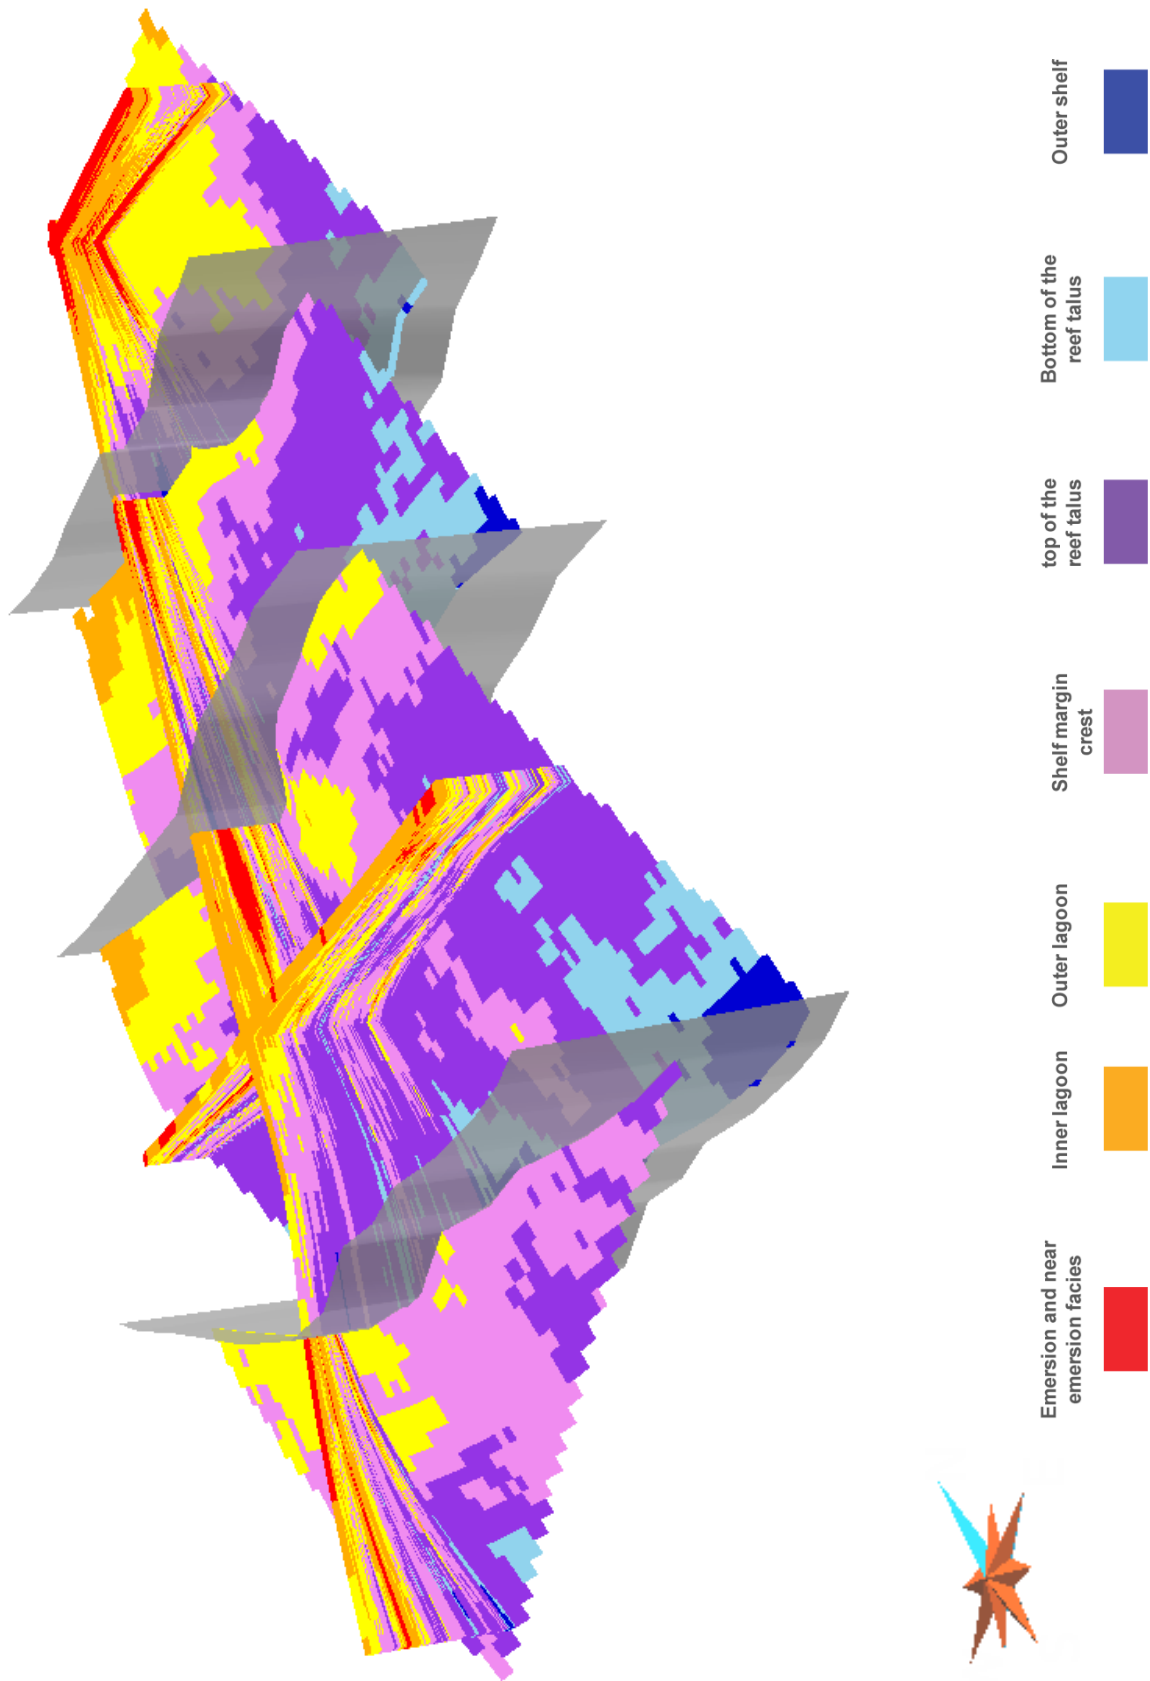 Emersion and near
emersion facies
Inner lagoon
Outer lagoon
Shelf margin
crest
top of the
reef talus
Bottom of the
reef talus
Outer shelf